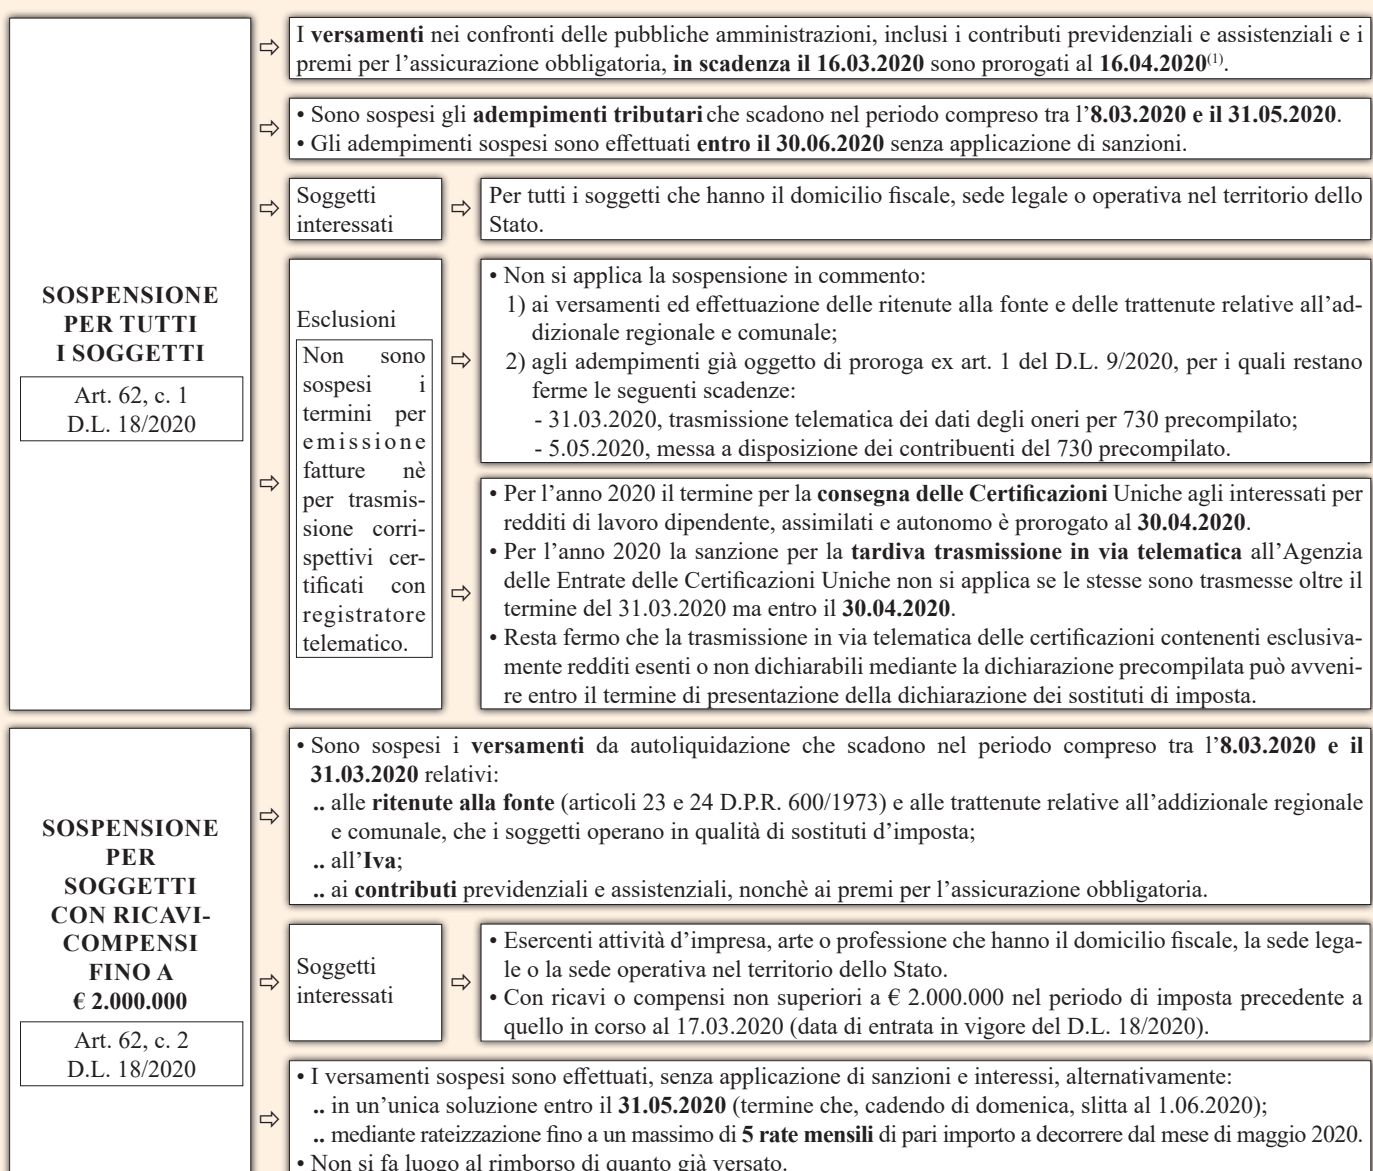 SOSPENSIONE
PER TUTTI
I SOGGETTI
Art. 62, c. 1
D.L. 18/2020
I versamenti nei confronti delle pubbliche amministrazioni, inclusi i contributi previdenziali e assistenziali e i
premi per l'assicurazione obbligatoria, in scadenza il 16.03.2020 sono prorogati al 16.04.2020(1).
• Sono sospesi gli adempimenti tributari che scadono nel periodo compreso tra l'8.03.2020 e il 31.05.2020.
• Gli adempimenti sospesi sono effettuati entro il 30.06.2020 senza applicazione di sanzioni.
Soggetti
interessati
Per tutti i soggetti che hanno il domicilio fiscale, sede legale o operativa nel territorio dello
Stato.
Esclusioni
Non sono
sospesi i
termini per
emissione
fatture nè
per trasmis-
sione corri-
spettivi cer-
tificati con
registratore
telematico.
• Non si applica la sospensione in commento:
1) ai versamenti ed effettuazione delle ritenute alla fonte e delle trattenute relative all'ad-
dizionale regionale e comunale;
2) agli adempimenti già oggetto di proroga ex art. 1 del D.L. 9/2020, per i quali restano
ferme le seguenti scadenze:
- 31.03.2020, trasmissione telematica dei dati degli oneri per 730 precompilato;
- 5.05.2020, messa a disposizione dei contribuenti del 730 precompilato.
• Per l'anno 2020 il termine per la consegna delle Certificazioni Uniche agli interessati per
redditi di lavoro dipendente, assimilati e autonomo è prorogato al 30.04.2020.
• Per l'anno 2020 la sanzione per la tardiva trasmissione in via telematica all'Agenzia
delle Entrate delle Certificazioni Uniche non si applica se le stesse sono trasmesse oltre il
termine del 31.03.2020 ma entro il 30.04.2020.
• Resta fermo che la trasmissione in via telematica delle certificazioni contenenti esclusiva-
mente redditi esenti o non dichiarabili mediante la dichiarazione precompilata può avveni-
re entro il termine di presentazione della dichiarazione dei sostituti di imposta.
SOSPENSIONE
PER
SOGGETTI
CON RICAVI-
COMPENSI
FINO A
€ 2.000.000
Art. 62, c. 2
D.L. 18/2020
• Sono sospesi i versamenti da autoliquidazione che scadono nel periodo compreso tra l'8.03.2020 e il
31.03.2020 relativi:
.. alle ritenute alla fonte (articoli 23 e 24 D.P.R. 600/1973) e alle trattenute relative all'addizionale regionale
e comunale, che i soggetti operano in qualità di sostituti d'imposta;
.. all'Iva;
.. ai contributi previdenziali e assistenziali, nonchè ai premi per l'assicurazione obbligatoria.
Soggetti
interessati
• Esercenti attività d'impresa, arte o professione che hanno il domicilio fiscale, la sede lega-
le o la sede operativa nel territorio dello Stato.
• Con ricavi o compensi non superiori a € 2.000.000 nel periodo di imposta precedente a
quello in corso al 17.03.2020 (data di entrata in vigore del D.L. 18/2020).
• I versamenti sospesi sono effettuati, senza applicazione di sanzioni e interessi, alternativamente:
.. in un'unica soluzione entro il 31.05.2020 (termine che, cadendo di domenica, slitta al 1.06.2020);
.. mediante rateizzazione fino a un massimo di 5 rate mensili di pari importo a decorrere dal mese di maggio 2020.
• Non si fa luogo al rimborso di quanto già versato.